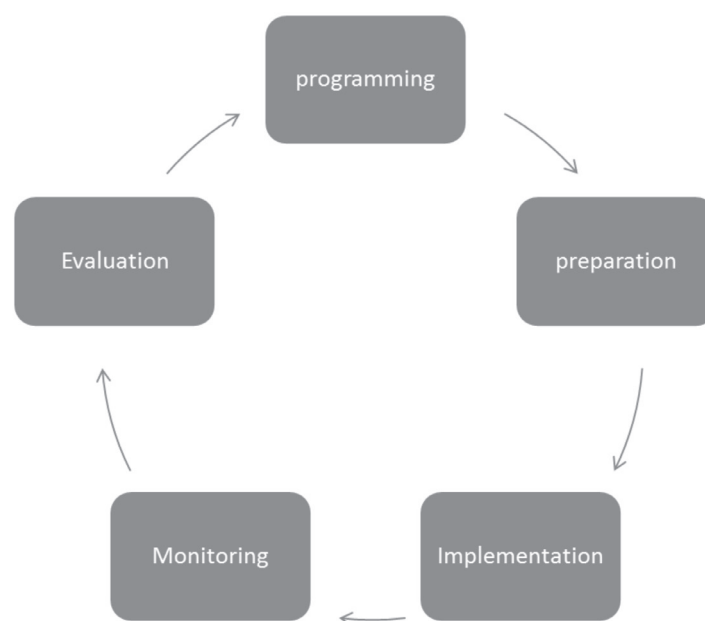 programming
preparation
Implementation
Monitoring
Evaluation